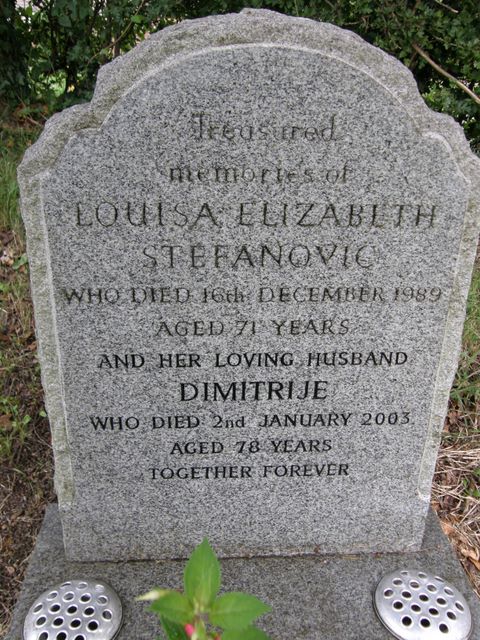 Treasured
memories of
LOUISA ELIZABETH
STEFANOVIC
WHO DIED 16th DECEMBER 1989
AGED 71 YEARS
AND HER LOVING HUSBAND
DIMITRIJE
WHO DIED 2nd JANUARY 2003
AGED 78 YEARS
TOGETHER FOREVER